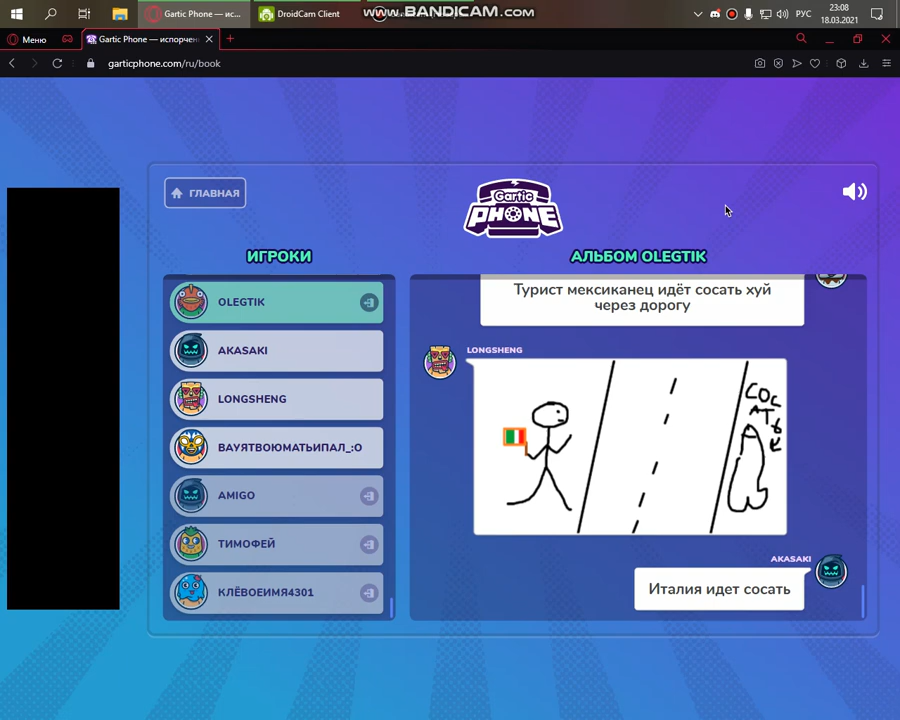 Gartic Phone — ис...
DroidCam Client
WWW.BANDICAM.COM
РУС
23:08
18.03.2021
Меню
Gartic Phone — испорчен
garticphone.com/ru/book
ГЛАВНАЯ
Gartic
PHONE
ИГРОКИ
АЛЬБОМ OLEGTIK
OLEGTIK
AKASAKI
LONGSHENG
ВАУЯТВОЮМАТЬИПАЛ_:О
AMIGO
ТИМОФЕЙ
КЛЁВОЕИМЯ4301
Турист мексиканец идёт сосать хуй
через дорогу
LONGSHENG
СОС
АТЬ
AKASAKI
Италия идет сосать